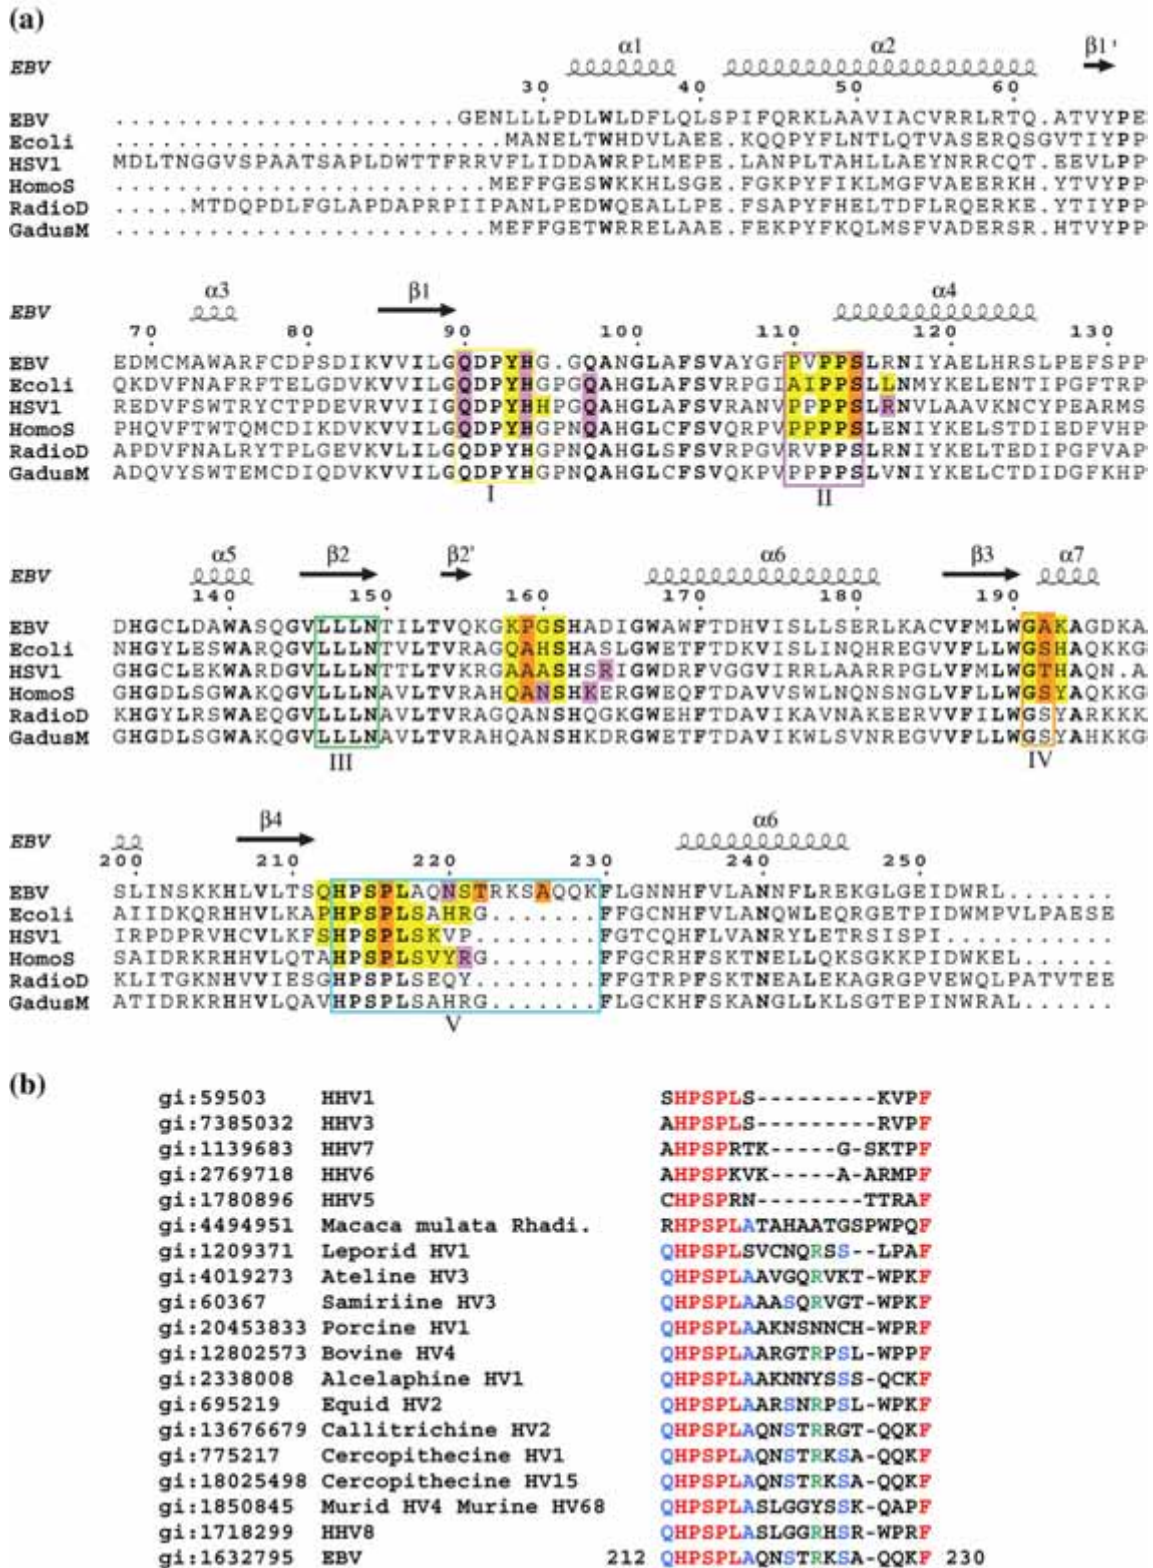 (a)
α1 α2 β1'
EBV
30 40 50 60
EBV .....................GENLLLPDLWLDFLQLSPIFQRKLAAVIACVRRLRTQ.ATVYPE
Ecoli ........................MANELTWHDVLAEE.KQQPYFLNTLQTVASERQSGVTIYPP
HSV1 MDLTNGGVSPAATSAPLDWTTFRRVFLIDDAWRPLMEPE.LANPLTAHLLAEYNRRCQT.EEVLPP
HomoS ........................MEFFGESWKKHLSGE.FGKPYFIKLMGFVAEERKH.YTVYPP
RadioD .....MTDQPDLFGLAPDAPRPIIPANLPEDWQEALLPE.FSAPYFHELTDFLRQERKE.YTVYPP
GadusM ........................MEFFGETWRRELAAE.FEKPYFKQLMSFVADERSR.HTVYPP
α3 β1 α4
EBV
70 80 90 100 110 120 130
EBV EDMCMAWARFCDPSDIKVVILGQDPYHG.GQANGLAFSVAYGFPVPPSLRNIYAELHRSLPEFSPP
Ecoli QKDVFNAFRFTELGDVKVVILGQDPYHGPGQAHGLAFSVRPGIAIPPSLLNMYKELENTIPGFTRP
HSV1 REDVFSWTRYCTPDEVRVVIIGQDPYHHPGQAHGLAFSVRANVPPPPSLRNVLAAVKNCYPEARMS
HomoS PHQVFTWTQMCDIKDVKVVILGQDPYHGPNQAHGLCFSVQRPVPPPPSLENIYKELSTDIEDFVHP
RadioD APDVFNALRYTPLGEVKVLILGQDPYHGPNQAHGLSFSVRPGVRVPPSLRNIYKELTEDIPGFVAP
GadusM ADQVYSWTEMCDIQDVKVVILGQDPYHGPNQAHGLCFSVQKPVPPPPSLVNIYKELCTDIDGFKHP
I II
α5 β2 β2' α6 β3 α7
EBV
140 150 160 170 180 190
EBV DHGCLDAWASQGVLLLNTILTVQKGKPGSHADIGWAWFTDHVISLLSERLKACVFMLWGAKAGDKA
Ecoli NHGYLESWARQGVLLLNTVLTVRAGQAHSHASLGWETFTDKVISLINQHREGVVFLLWGSHAQKKG
HSV1 GHGCLEKWARDGVLLLNTTLTVKRGAAASHSRIGWDRFVGGVIRRLAARRPGLVFMLWGTHAQN.A
HomoS GHGDLSGWAKQGVLLLNAVLTVRAHQANSHKERGWEQFTDAVVSWLNQNSNGLVFLLWGSYAQKKG
RadioD KHGYLRSWAEQGVLLLNAVLTVRAGQANSHQGKGWEHFTDAVIKAVNAKEERVVFILWGSYARKKK
GadusM GHGDLSGWAKQGVLLLNAVLTVRAHQANSHKDRGWETFTDAVIKWLSVNREGVVFLLWGSYAHKKG
III IV
β4 α6
EBV
200 210 220 230 240 250
EBV SLINSKKHLVLTSQHPSPLAQNSTRKSAQQKFLGNNHFVLANNFLREKGLGEIDWRL.........
Ecoli AIIDKQRHHVLKAPHPSPLSAHRG.......FFGCNHFVLANQWLEQRGETPIDWMPVLPAESE
HSV1 IRPDPRVHCVLKFSHPSPLSKVP........FGTCQHFLVANRYLETRSISPI...........
HomoS SAIDRKRHHVLQTAHPSPLSVYRG.......FFGCRHFSKTNELLQKSGKKPIDWKEL.......
RadioD KLITGKNHVVIESGHPSPLSEQY........FFGTRPFSKTNEALEKAGRGPVEWQLPATVTEE
GadusM ATIDRKRHHVLQAVHPSPLSAHRG.......FLGCKHFSKANGLLKLSGTEPINWRAL.......
V
(b)
gi:59503 HHV1 SHPSPLS---------KVPF
gi:7385032 HHV3 AHPSPLS---------RVPF
gi:1139683 HHV7 AHPSPRTK-----G-SKTPF
gi:2769718 HHV6 AHPSPKVK-----A-ARMPF
gi:1780896 HHV5 CHPSPRN---------TTRAF
gi:4494951 Macaca mulata Rhadi. RHPSPLATAHAATGSPWPQF
gi:1209371 Leporid HV1 QHPSPLSVCNQRSS--LPAF
gi:4019273 Ateline HV3 QHPSPLAAVGQRVKT-WPKF
gi:60367 Samiriine HV3 QHPSPLAAASQRVGT-WPKF
gi:20453833 Porcine HV1 QHPSPLAAKNSNNCH-WPRF
gi:12802573 Bovine HV4 QHPSPLAARGTRPSL-WPPF
gi:2338008 Alcelaphine HV1 QHPSPLAAKNNYSSS-QCKF
gi:695219 Equid HV2 QHPSPLAARSNRPSL-WPKF
gi:13676679 Callitrichine HV2 QHPSPLAQNSTRRGT-QQKF
gi:775217 Cercopithecine HV1 QHPSPLAQNSTRKSA-QQKF
gi:18025498 Cercopithecine HV15 QHPSPLAQNSTRKSA-QQKF
gi:1850845 Murid HV4 Murine HV68 QHPSPLASLGGYSSK-QAPF
gi:1718299 HHV8 QHPSPLASLGGRHSR-WPRF
gi:1632795 EBV 212 QHPSPLAQNSTRKSA-QQKF 230